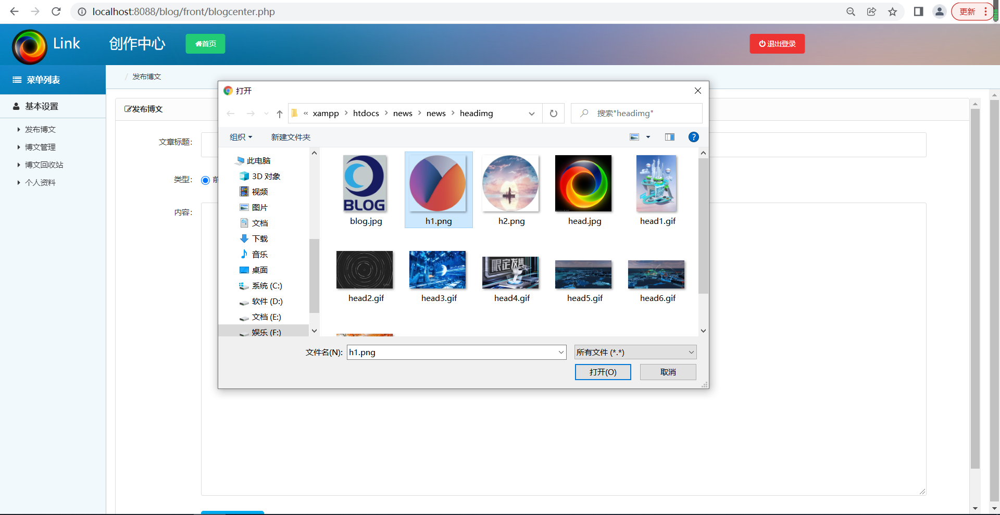 localhost:8088/blog/front/blogcenter.php
更新
Link
创作中心
首页
退出登录
菜单列表
/ 发布博文
基本设置
发布博文
博文管理
博文回收站
个人资料
发布博文
文章标题:
类型:
前
内容:
打开
« xampp > htdocs > news > news > headimg
搜索"headimg"
组织
新建文件夹
此电脑
3D 对象
视频
图片
文档
下载
音乐
桌面
系统 (C:)
软件 (D:)
文档 (E:)
娱乐 (F:)
BLOG
blog.jpg
h1.png
h2.png
head.jpg
head1.gif
限定发售
head2.gif
head3.gif
head4.gif
head5.gif
head6.gif
文件名(N):
h1.png
所有文件 (*.*)
打开(O)
取消